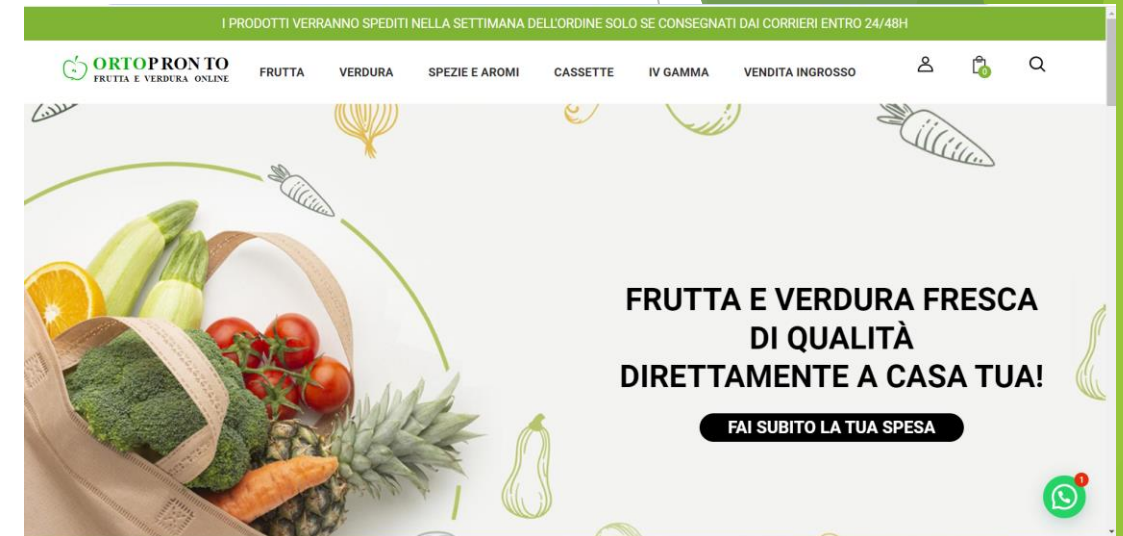 I PRODOTTI VERRANNO SPEDITI NELLA SETTIMANA DELL'ORDINE SOLO SE CONSEGNATI DAI CORRIERI ENTRO 24/48H
ORTOPRONTO
FRUTTA E VERDURA ONLINE
FRUTTA VERDURA SPEZIE E AROMI CASSETTE IV GAMMA VENDITA INGROSSO
0
FRUTTA E VERDURA FRESCA
DI QUALITÀ
DIRETTAMENTE A CASA TUA!
FAI SUBITO LA TUA SPESA
1